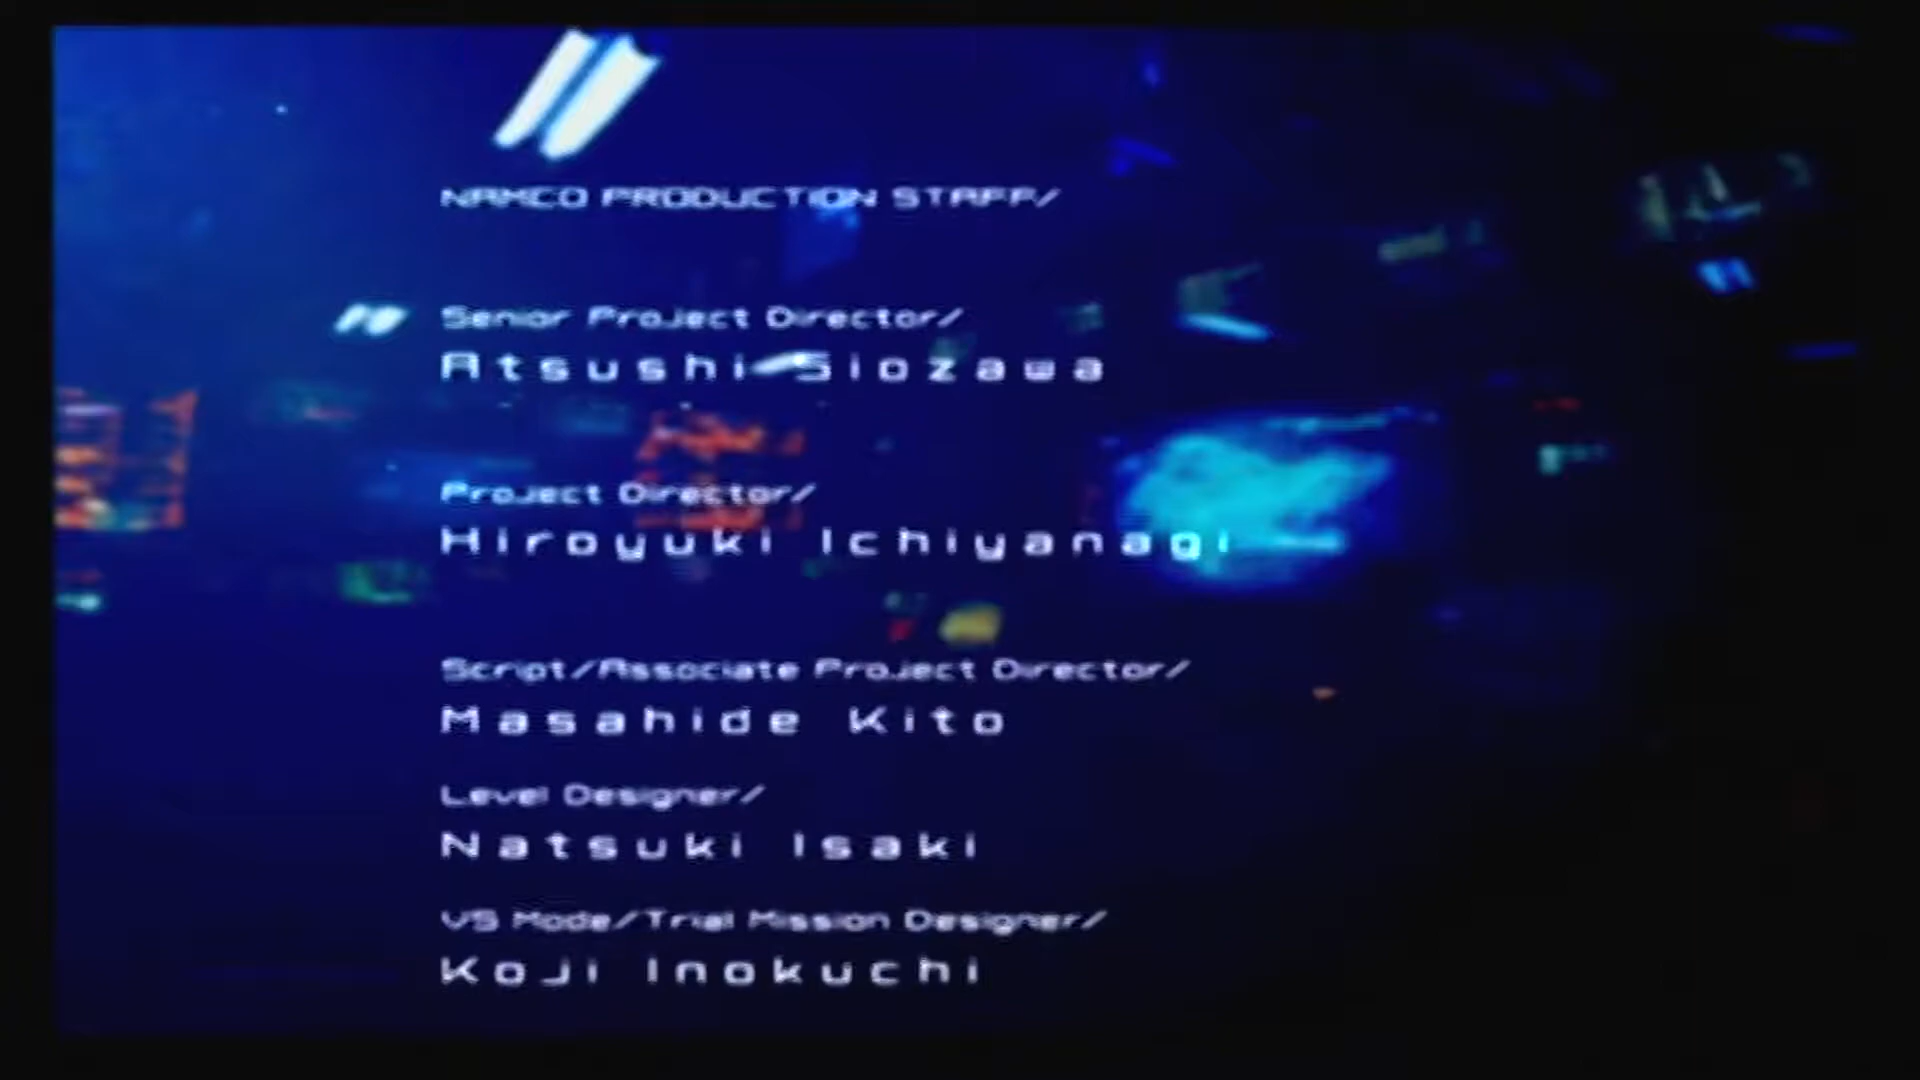 NAMCO PRODUCTION STAFF/
Senior Project Director/
Atsushi Siozawa
Project Director/
Hiroyuki Ichiyanagi
Script/Associate Project Director/
Masahide Kito
Level Designer/
Natsuki Isaki
VS Mode/Trial Mission Designer/
Koji Inokuchi